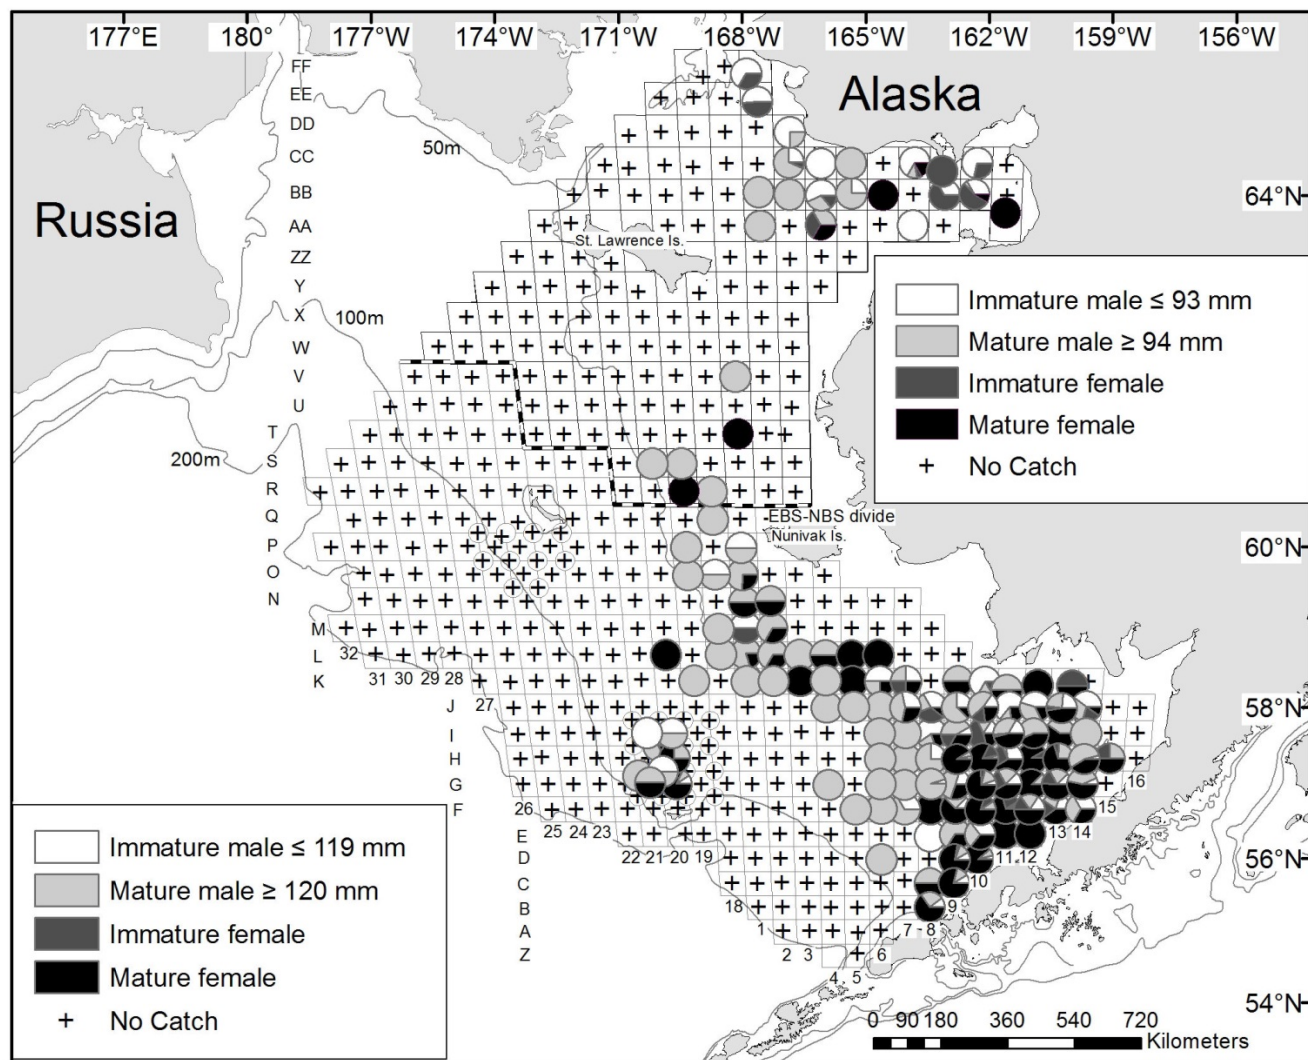 177°E 180° 177°W 174°W 171°W 168°W 165°W 162°W 159°W 156°W
Alaska
Russia
FF
EE
DD
CC
BB
AA
ZZ
Y
X
W
V
U
T
S
R
Q
P
O
N
M
L
K
J
I
H
G
F
E
D
C
B
A
Z
50m
100m
200m
64°N
60°N
58°N
56°N
54°N
St. Lawrence Is.
EBS-NBS divide
Nunivak Is.
Immature male ≤ 93 mm
Mature male ≥ 94 mm
Immature female
Mature female
+ No Catch
32
31 30 29 28
27
26
25 24 23
22 21 20 19
18
1
2 3
4 5
6
7 8
9
10
11 12
13 14
15
16
Immature male ≤ 119 mm
Mature male ≥ 120 mm
Immature female
Mature female
+ No Catch
0 90 180 360 540 720
Kilometers